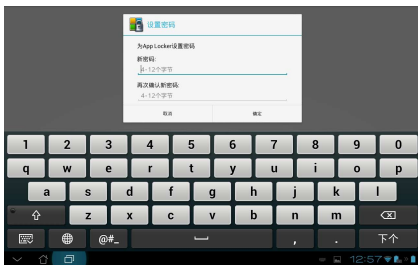 设置密码
为App Locker设置密码
新密码:
4-12个字节
再次确认新密码:
4-12个字节
取消 确定
1 2 3 4 5 6 7 8 9 0
q w e r t y u i o p
a s d f g h j k l
z x c v b n m
@#_ , . 下个
12:57